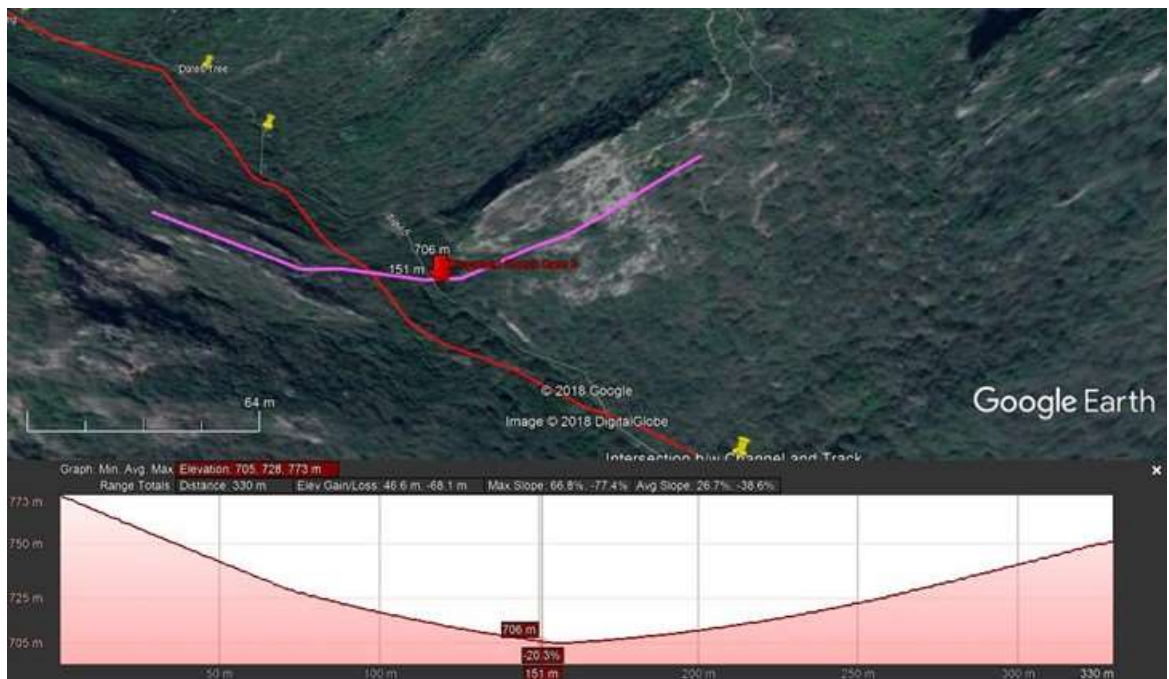 Dates Tree
706 m
151 m
64 m
© 2018 Google
Image © 2018 DigitalGlobe
Google Earth
Intersection b/w Channel and Track
Graph: Min, Avg, Max Elevation: 705, 728, 773 m
Range Totals: Distance: 330 m Elev Gain/Loss: 46.6 m, -68.1 m Max Slope: 66.8%, -77.4% Avg Slope: 26.7%, -38.6%
773 m
750 m
725 m
705 m
706 m
-20.3%
50 m 100 m 151 m 200 m 250 m 300 m 330 m